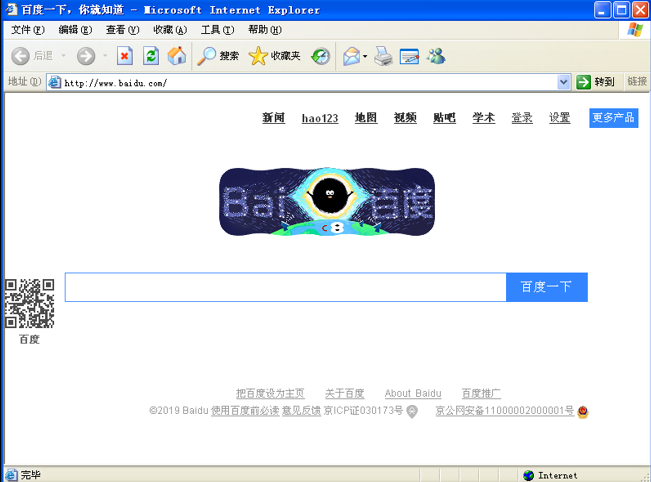 百度一下，你就知道 - Microsoft Internet Explorer
文件(F) 编辑(E) 查看(V) 收藏(A) 工具(T) 帮助(H)
后退 搜索 收藏夹
地址(D) http://www.baidu.com/ 转到 链接
新闻 hao123 地图 视频 贴吧 学术 登录 设置 更多产品
Bai 百度
百度一下
百度
把百度设为主页 关于百度 About Baidu 百度推广
©2019 Baidu 使用百度前必读 意见反馈 京ICP证030173号 京公网安备11000002000001号
完毕 Internet